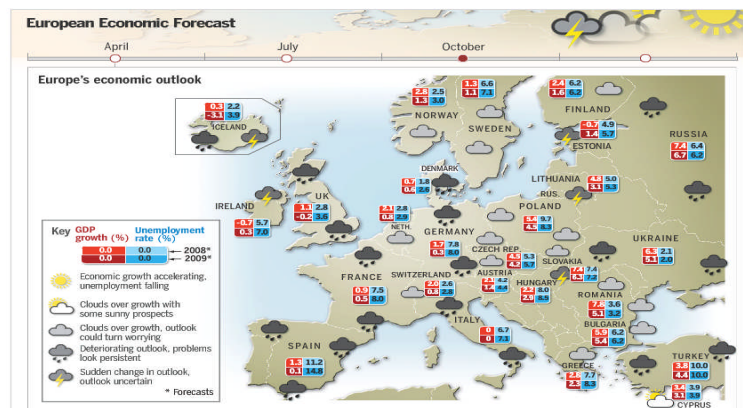 European Economic Forecast
April
July
October
Europe's economic outlook
0.3 2.2
-3.1 3.9
ICELAND
2.8 2.5
1.3 3.0
NORWAY
1.3 6.6
1.1 7.1
SWEDEN
2.4 6.2
1.6 6.2
FINLAND
-0.7 4.9
1.4 5.7
ESTONIA
RUSSIA
7.4 6.4
6.7 6.2
DENMARK
0.7 1.8
0.6 2.6
LITHUANIA
4.8 5.0
3.1 5.3
RUS.
IRELAND
-0.7 5.7
0.3 7.0
UK
1.1 2.8
-0.2 3.6
2.1 2.8
0.8 2.9
NETH.
POLAND
9.7
8.3
GERMANY
1.7 7.8
0.3 8.0
CZECH REP.
4.5 5.3
4.2 5.7
UKRAINE
2.1
5.1 2.0
SLOVAKIA
7.4 7.4
7.2
FRANCE
0.9 7.5
0.5 8.0
SWITZERLAND
2.0 2.6
2.8
AUSTRIA
4.2
4.4
HUNGARY
8.0
2.9 8.5
ROMANIA
7.8 3.6
5.1 3.2
BULGARIA
6.2
5.4 6.2
ITALY
0 6.7
0 7.1
SPAIN
1.3 11.2
0.1 14.8
GREECE
7.7
2.3 8.3
TURKEY
3.8 10.0
4.4 10.0
3.4 3.9
3.1 3.9
CYPRUS
Key
GDP growth (%)
Unemployment rate (%)
0.0 0.0 2008*
0.0 0.0 2009*
Economic growth accelerating,
unemployment falling
Clouds over growth with
some sunny prospects
Clouds over growth, outlook
could turn worrying
Deteriorating outlook, problems
look persistent
Sudden change in outlook,
outlook uncertain
* Forecasts